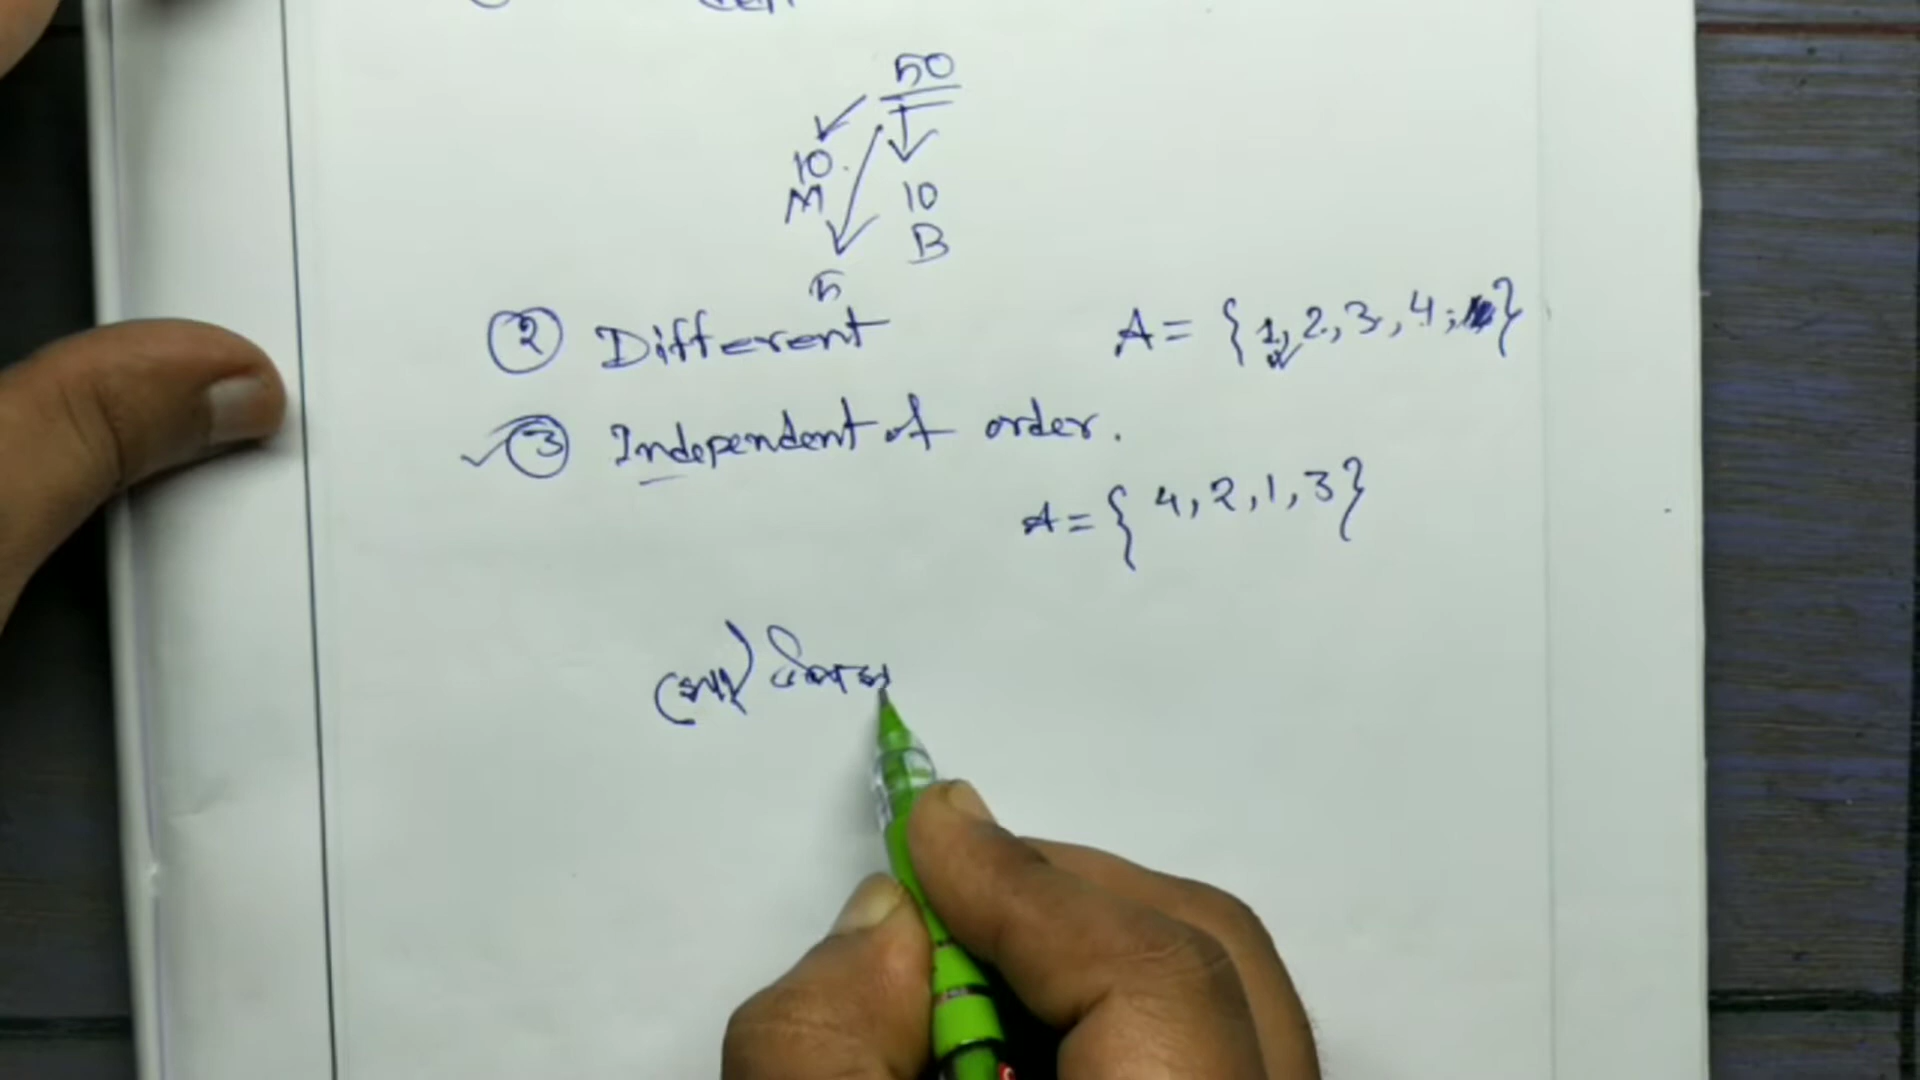 50
10 10
M B
5
② Different A = {1, 2, 3, 4,}
③ Independent of order.
A = {4, 2, 1, 3}